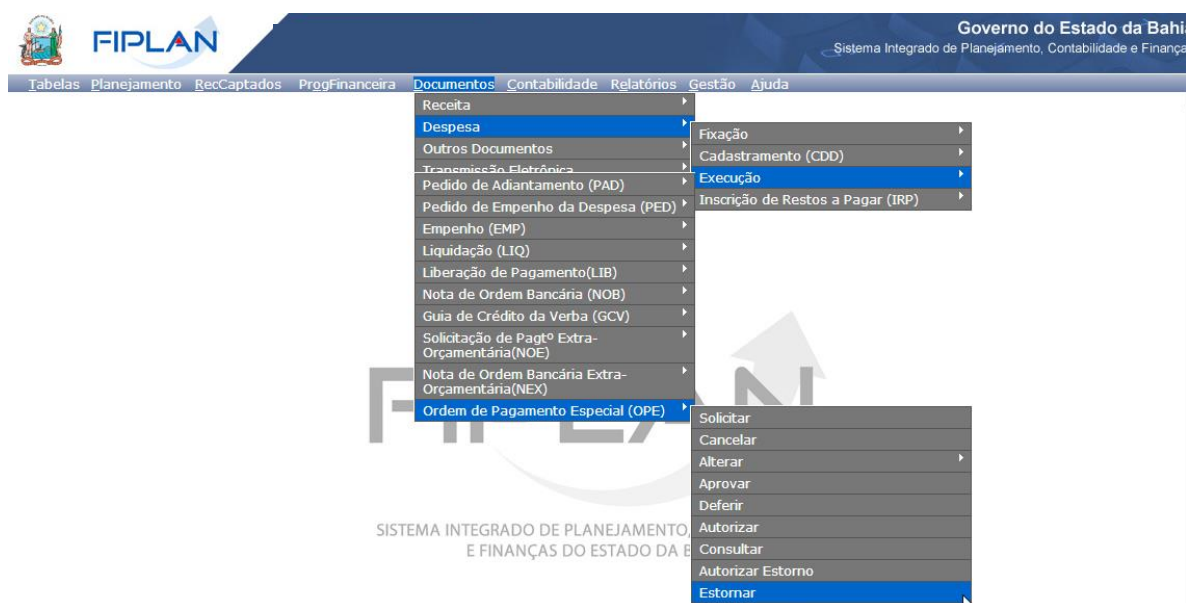 FIPLAN
Governo do Estado da Bahi
Sistema Integrado de Planejamento, Contabilidade e Finança
Tabelas Planejamento RecCaptados ProgFinanceira Documentos Contabilidade Relatórios Gestão Ajuda
Receita
Despesa
Outros Documentos
Transmissão Eletrônica
Fixação
Cadastramento (CDD)
Execução
Inscrição de Restos a Pagar (IRP)
Pedido de Adiantamento (PAD)
Pedido de Empenho da Despesa (PED)
Empenho (EMP)
Liquidação (LIQ)
Liberação de Pagamento(LIB)
Nota de Ordem Bancária (NOB)
Guia de Crédito da Verba (GCV)
Solicitação de Pagtº Extra-
Orçamentária(NOE)
Nota de Ordem Bancária Extra-
Orçamentária(NEX)
Ordem de Pagamento Especial (OPE)
Solicitar
Cancelar
Alterar
Aprovar
Deferir
Autorizar
Consultar
Autorizar Estorno
Estornar
FIPLAN
SISTEMA INTEGRADO DE PLANEJAMENTO,
E FINANÇAS DO ESTADO DA B